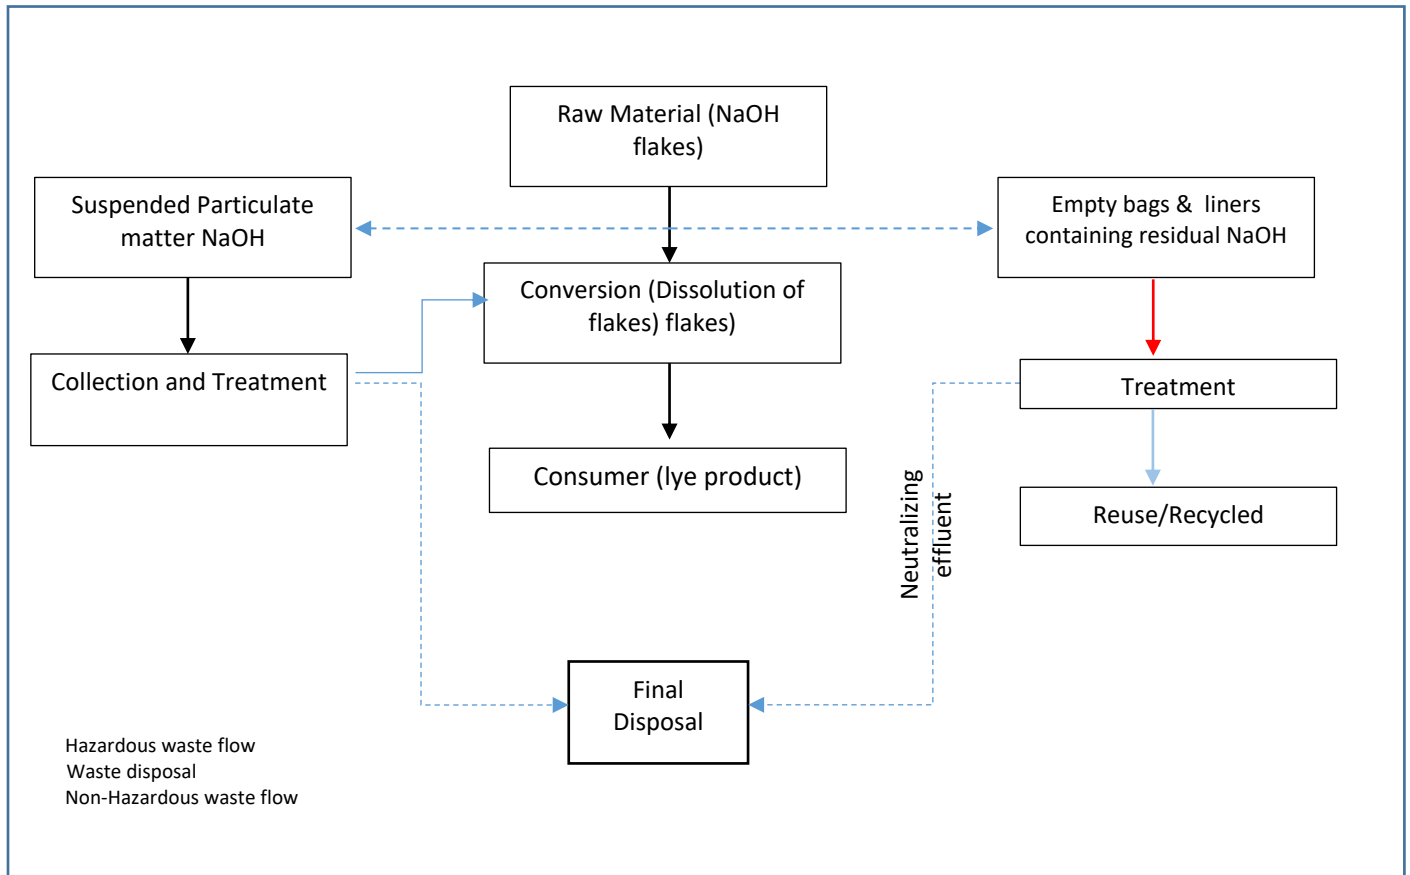 Raw Material (NaOH
flakes)
Suspended Particulate
matter NaOH
Empty bags &  liners
containing residual NaOH
Conversion (Dissolution of
flakes) flakes)
Collection and Treatment
Treatment
Consumer (lye product)
Reuse/Recycled
Neutralizing
effluent
Final
Disposal
Hazardous waste flow
Waste disposal
Non-Hazardous waste flow